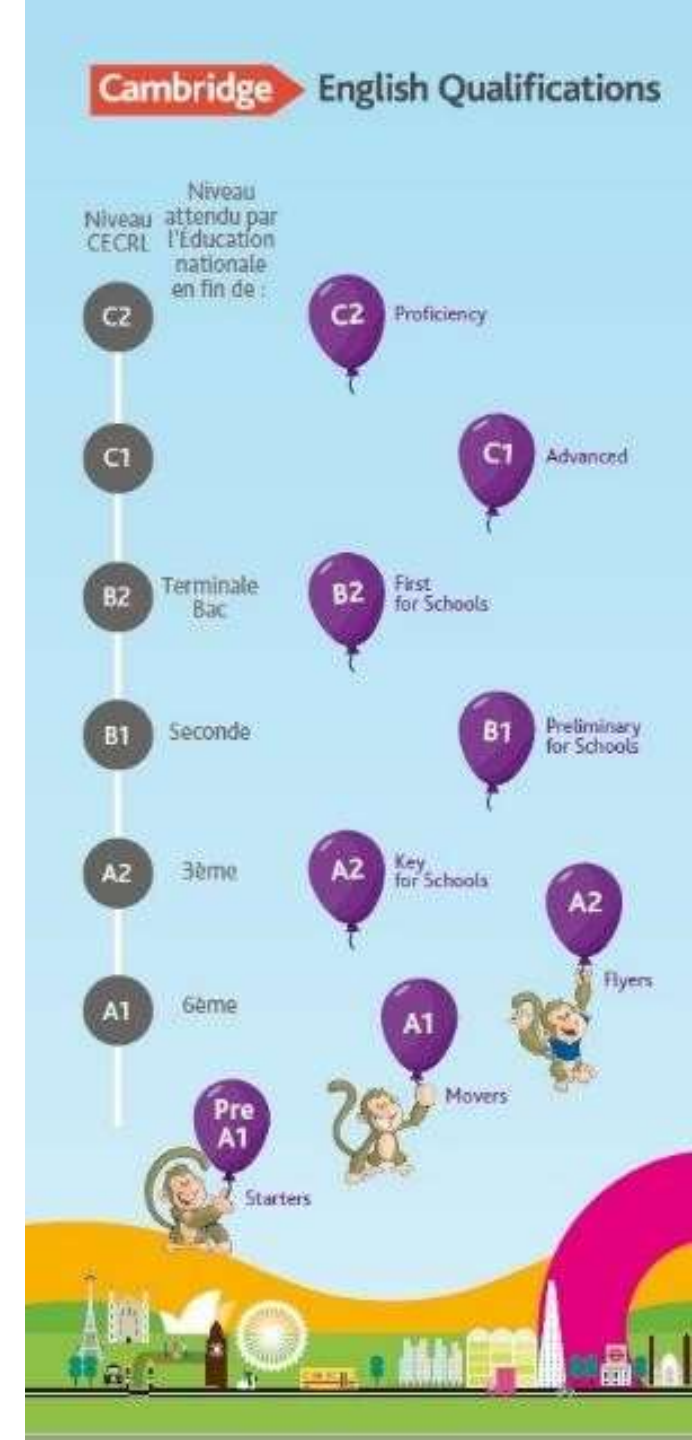 Cambridge English Qualifications
Niveau
CECRL
Niveau
attendu par
l'Éducation
nationale
en fin de :
C2
C2
Proficiency
C1
C1
Advanced
B2
Terminale
Bac
B2
First
for Schools
B1
Seconde
B1
Preliminary
for Schools
A2
3ème
A2
Key
for Schools
A2
Flyers
A1
6ème
A1
Movers
Pre
A1
Starters